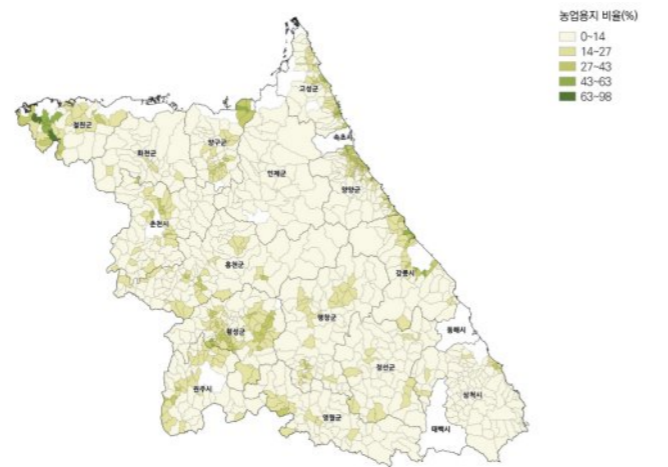 농업용지 비율(%)
0~14
14~27
27~43
43~63
63~98
고성군
철원군
속초시
화천군
양구군
인제군
양양군
춘천시
홍천군
강릉시
횡성군
평창군
동해시
정선군
원주시
삼척시
영월군
태백시